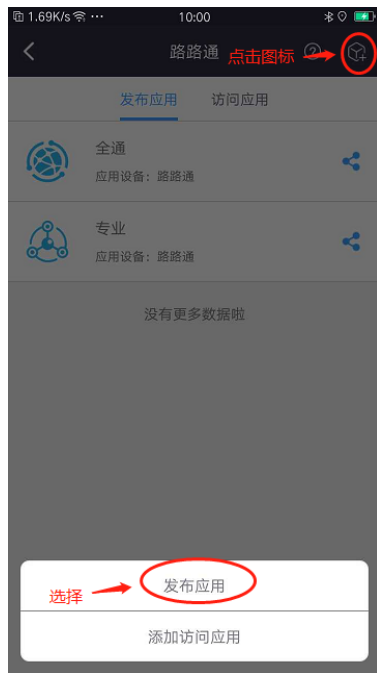 1.69K/s ... 10:00
路路通 点击图标
发布应用 访问应用
全通
应用设备：路路通
专业
应用设备：路路通
没有更多数据啦
选择 发布应用
添加访问应用